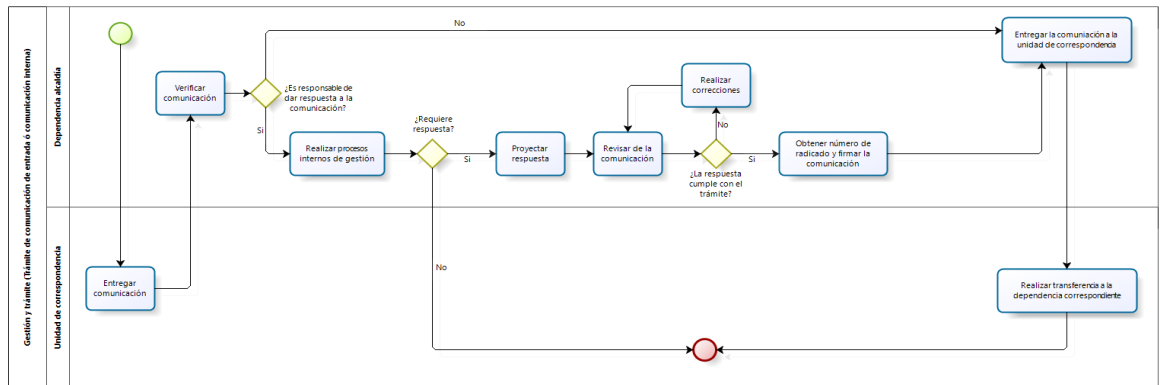 Gestión y trámite (Trámite de comunicación de entrada ó comunicación interna)
Dependencia alcaldía
No
Entregar la comuniación a la
unidad de correspondencia
Verificar
comunicación
¿Es responsable de
dar respuesta a la
comunicación?
Si
Realizar procesos
internos de gestión
¿Requiere
respuesta?
Si
Proyectar
respuesta
Revisar de la
comunicación
Realizar
correcciones
No
¿La respuesta
cumple con el
trámite?
Si
Obtener número de
radicado y firmar la
comunicación
Unidad de correspondencia
Entregar
comunicación
No
Realizar transferencia a la
dependencia correspondiente